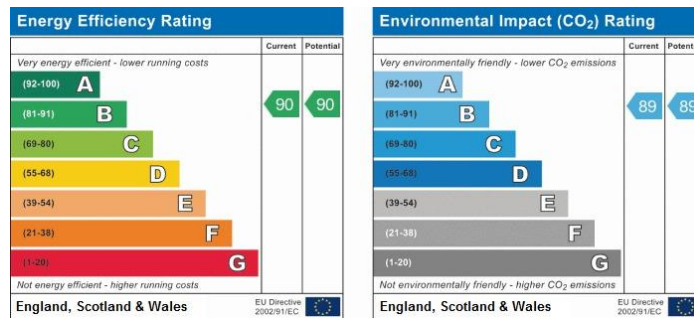 Energy Efficiency Rating
Current Potential
Very energy efficient - lower running costs
(92-100) A
(81-91) B
90 90
(69-80) C
(55-68) D
(39-54) E
(21-38) F
(1-20) G
Not energy efficient - higher running costs
England, Scotland & Wales
EU Directive
2002/91/EC
Environmental Impact (CO₂) Rating
Current Poten
Very environmentally friendly - lower CO₂ emissions
(92-100) A
(81-91) B
89 89
(69-80) C
(55-68) D
(39-54) E
(21-38) F
(1-20) G
Not environmentally friendly - higher CO₂ emissions
England, Scotland & Wales
EU Directive
2002/91/EC